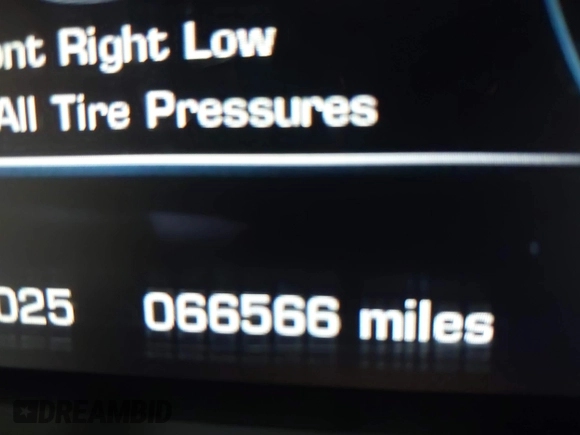 ont Right Low
All Tire Pressures
025 066566 miles
DREAMBID